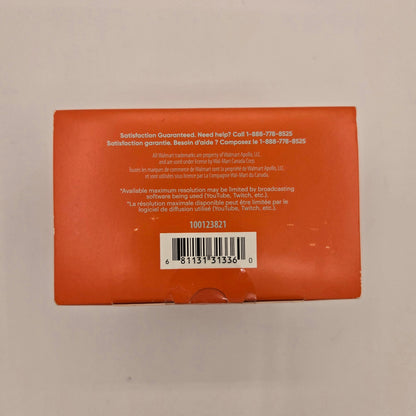 Satisfaction Guaranteed. Need help? Call 1-888-778-8525
Satisfaction garantie. Besoin d'aide ? Composez le 1-888-778-8525
All Walmart trademarks are property of Walmart Apollo, LLC.
and are used under license by Wal-Mart Canada Corp.
Toutes les marques de commerce de Walmart sont la propriété de Walmart Apollo, LLC.
et sont utilisées sous licence par La Compagnie Wal-Mart du Canada.
*Available maximum resolution may be limited by broadcasting
software being used (YouTube, Twitch, etc.).
*La résolution maximale disponible peut être limitée par le
logiciel de diffusion utilisé (YouTube, Twitch, etc.).
100123821
6 81131 31336 0